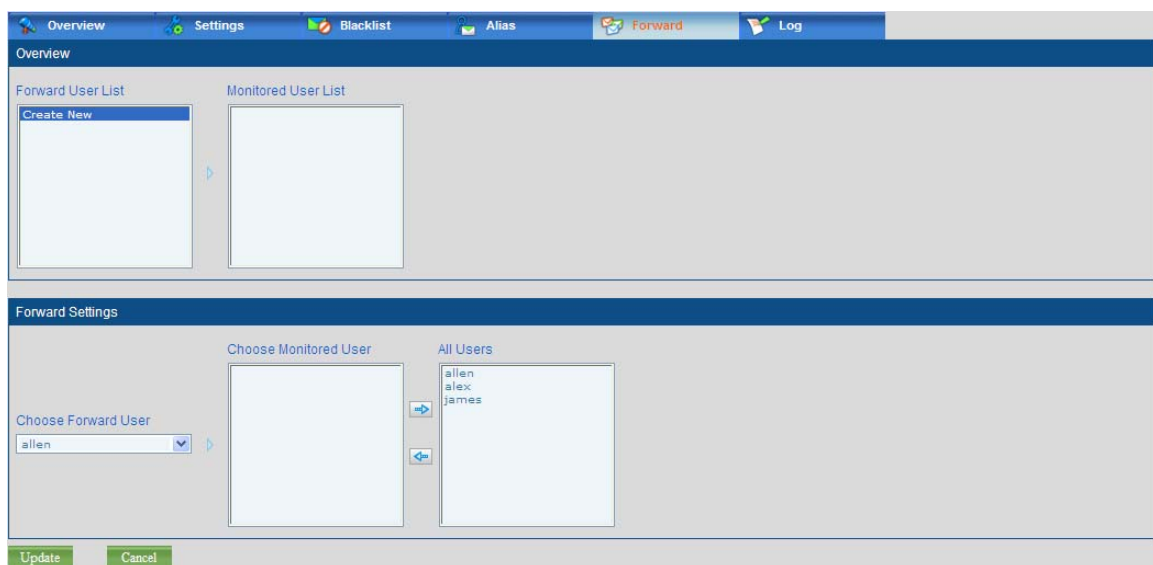 Overview Settings Blacklist Alias Forward Log
Overview
Forward User List Monitored User List
Create New
Forward Settings
Choose Monitored User All Users
allen
alex
james
Choose Forward User
allen
Update Cancel